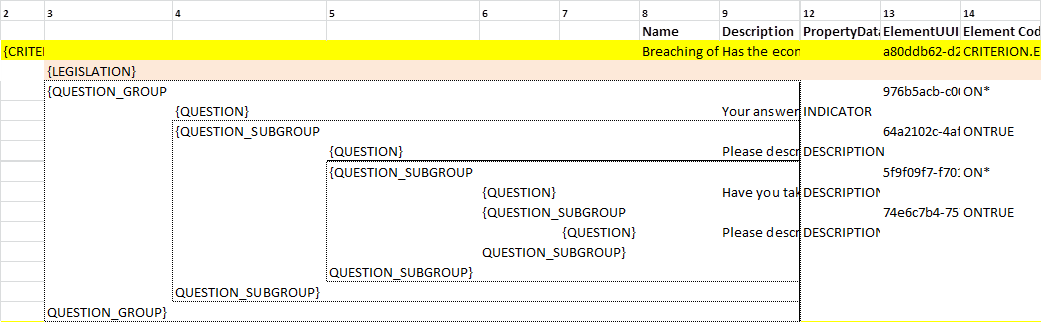 2 3 4 5 6 7 8 9 12 13 14
Name Description PropertyData ElementUUI Element Cod
{CRITE Breaching of Has the econ a80ddb62-d2 CRITERION.E
{LEGISLATION}
{QUESTION_GROUP 976b5acb-c0 ON*
{QUESTION} Your answer INDICATOR
{QUESTION_SUBGROUP 64a2102c-4af ONTRUE
{QUESTION} Please descr DESCRIPTION
{QUESTION_SUBGROUP 5f9f09f7-f70 ON*
{QUESTION} Have you tak DESCRIPTION
{QUESTION_SUBGROUP 74e6c7b4-75 ONTRUE
{QUESTION} Please descr DESCRIPTION
QUESTION_SUBGROUP}
QUESTION_SUBGROUP}
QUESTION_SUBGROUP}
QUESTION_GROUP}